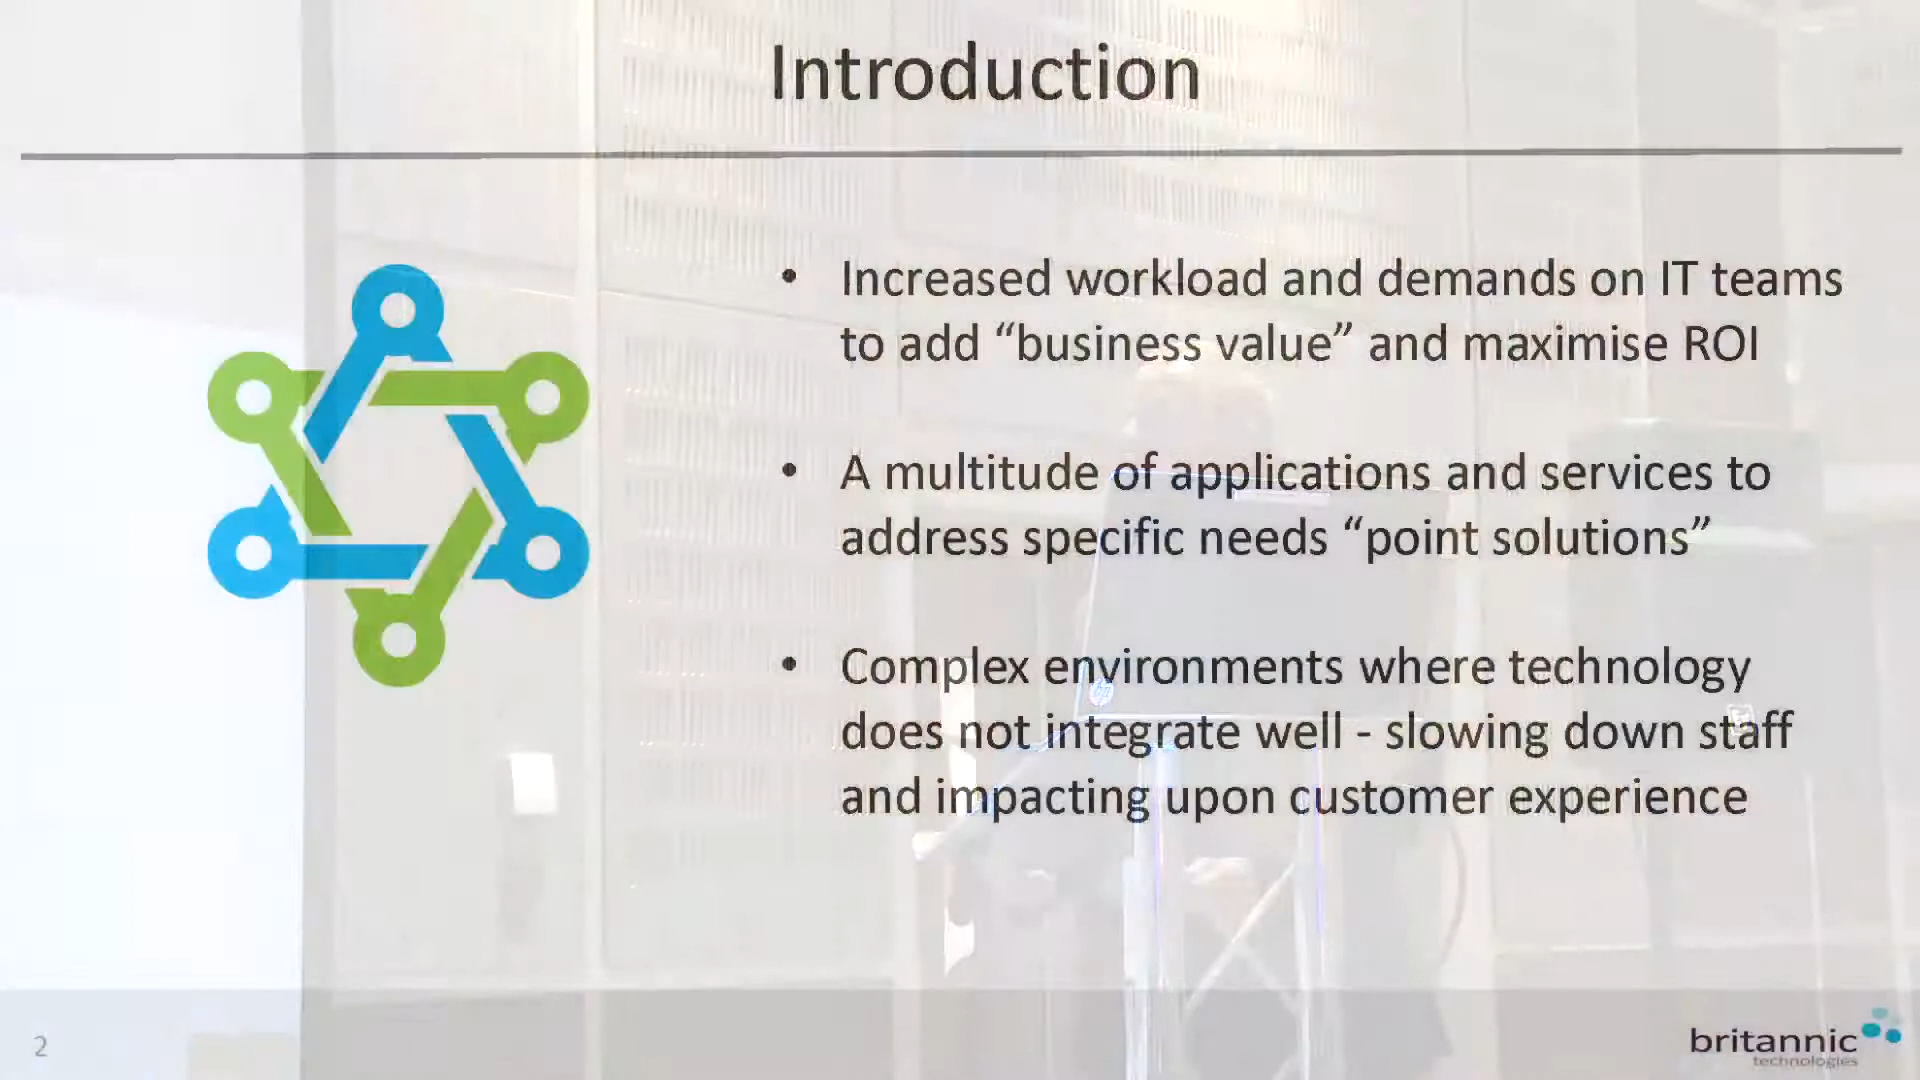 Introduction
• Increased workload and demands on IT teams
to add “business value” and maximise ROI
• A multitude of applications and services to
address specific needs “point solutions”
• Complex environments where technology
does not integrate well - slowing down staff
and impacting upon customer experience
hp
2
britannic
technologies